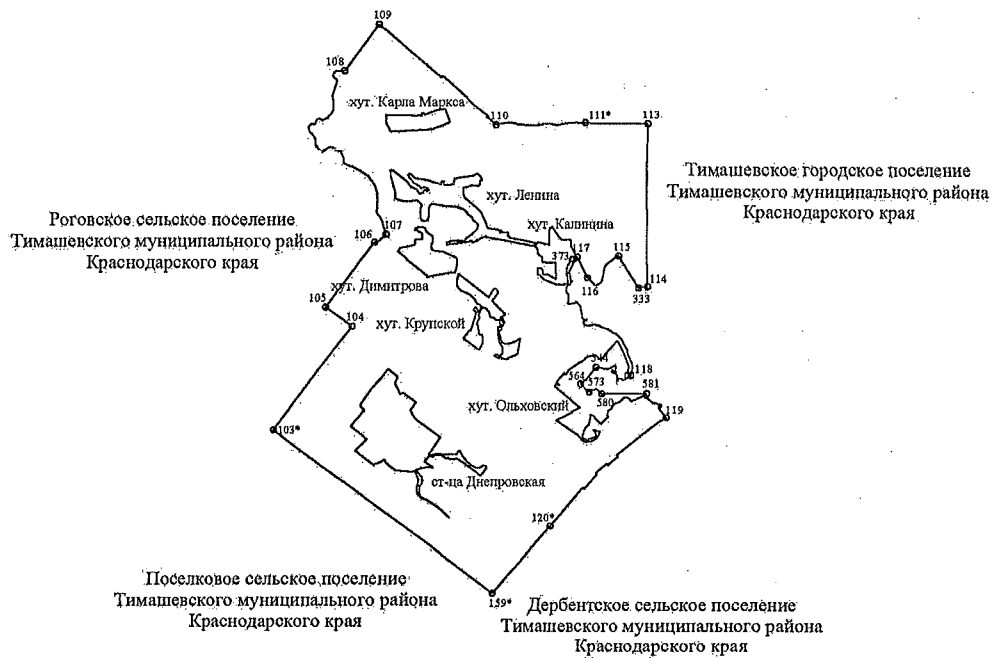 109
108
хут. Карла Маркса
110
111*
113
Тимашевское городское поселение
Тимашевского муниципального района
Краснодарского края
хут. Ленина
хут. Калинина
Роговское сельское поселение
Тимашевского муниципального района
Краснодарского края
107
106
373
117
115
116
114
333
хут. Димитрова
105
104
хут. Крупской
544
118
564
573
580
581
хут. Ольховский
119
103*
ст-ца Днепровская
120*
Поселковое сельское поселение
Тимашевского муниципального района
Краснодарского края
159*
Дербентское сельское поселение
Тимашевского муниципального района
Краснодарского края